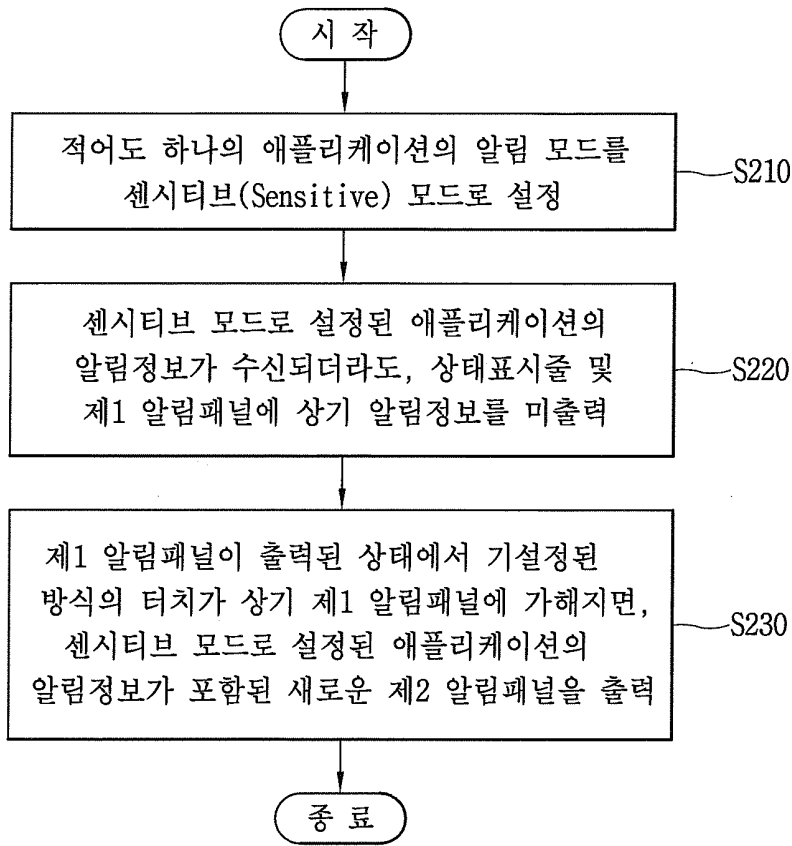 시 작
적어도 하나의 애플리케이션의 알림 모드를
센시티브(Sensitive) 모드로 설정
S210
센시티브 모드로 설정된 애플리케이션의
알림정보가 수신되더라도, 상태표시줄 및
제1 알림패널에 상기 알림정보를 미출력
S220
제1 알림패널이 출력된 상태에서 기설정된
방식의 터치가 상기 제1 알림패널에 가해지면,
센시티브 모드로 설정된 애플리케이션의
알림정보가 포함된 새로운 제2 알림패널을 출력
S230
종 료